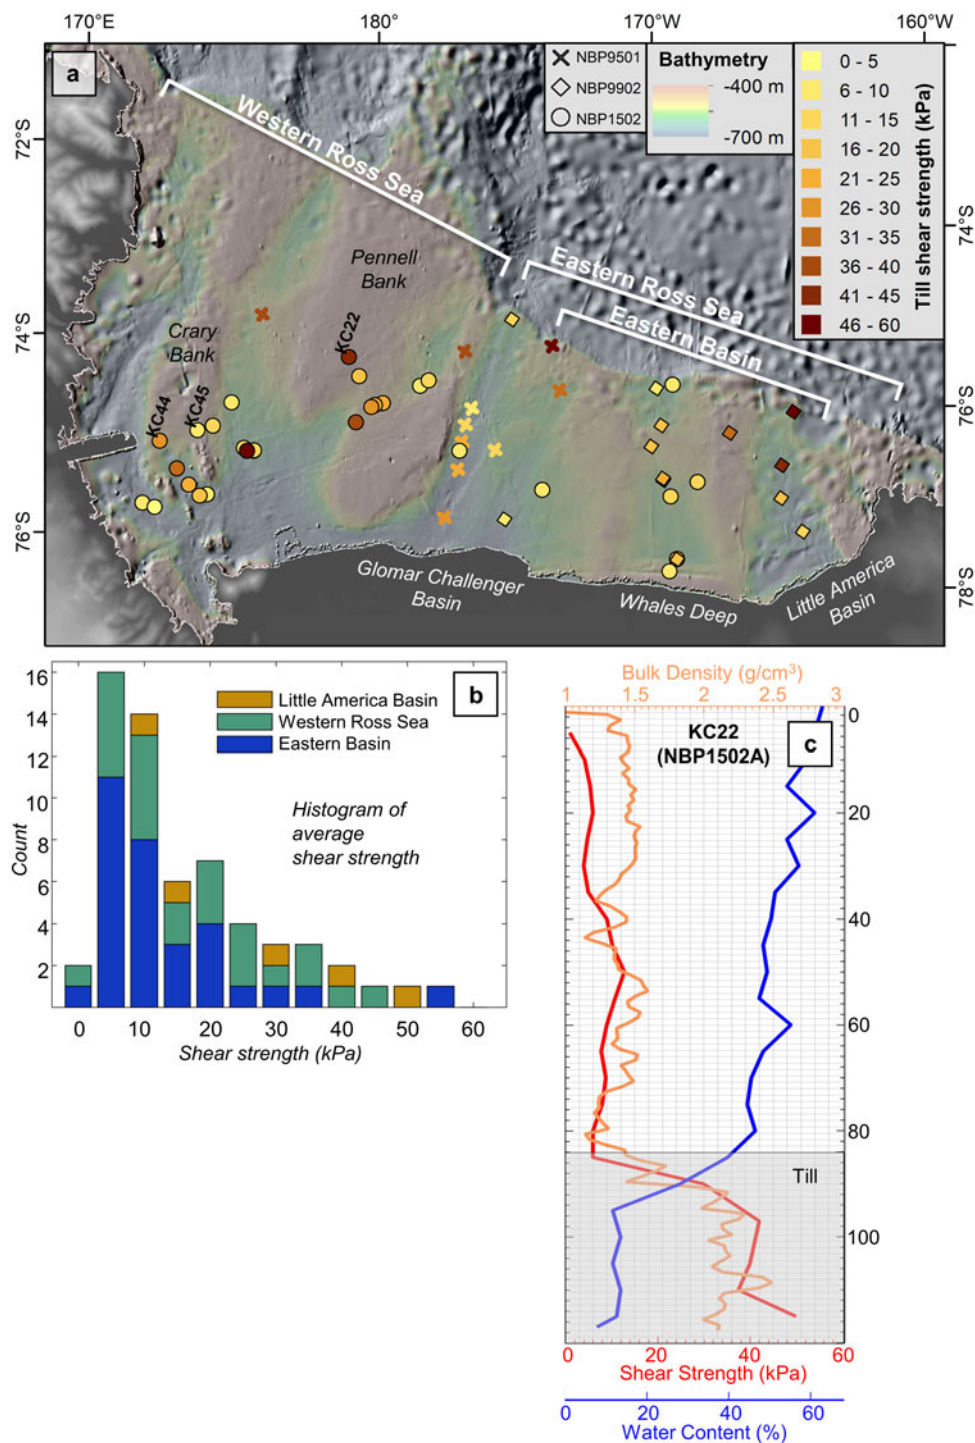 170°E
180°
170°W
160°W
a
NBP9501
NBP9902
NBP1502
Bathymetry
-400 m
-700 m
0 - 5
6 - 10
11 - 15
16 - 20
21 - 25
26 - 30
31 - 35
36 - 40
41 - 45
46 - 60
Till shear strength (kPa)
72°S
74°S
76°S
74°S
76°S
78°S
Western Ross Sea
Eastern Ross Sea
Eastern Basin
Pennell
Bank
Crary
Bank
KC22
KC45
KC44
Glomar Challenger
Basin
Whales Deep
Little America
Basin
b
Little America Basin
Western Ross Sea
Eastern Basin
Histogram of
average
shear strength
Count
16
14
12
10
8
6
4
2
0 10 20 30 40 50 60
Shear strength (kPa)
Bulk Density (g/cm³)
1 1.5 2 2.5 3
KC22
(NBP1502A)
c
0
20
40
60
80
100
Till
0 20 40 60
Shear Strength (kPa)
0 20 40 60
Water Content (%)